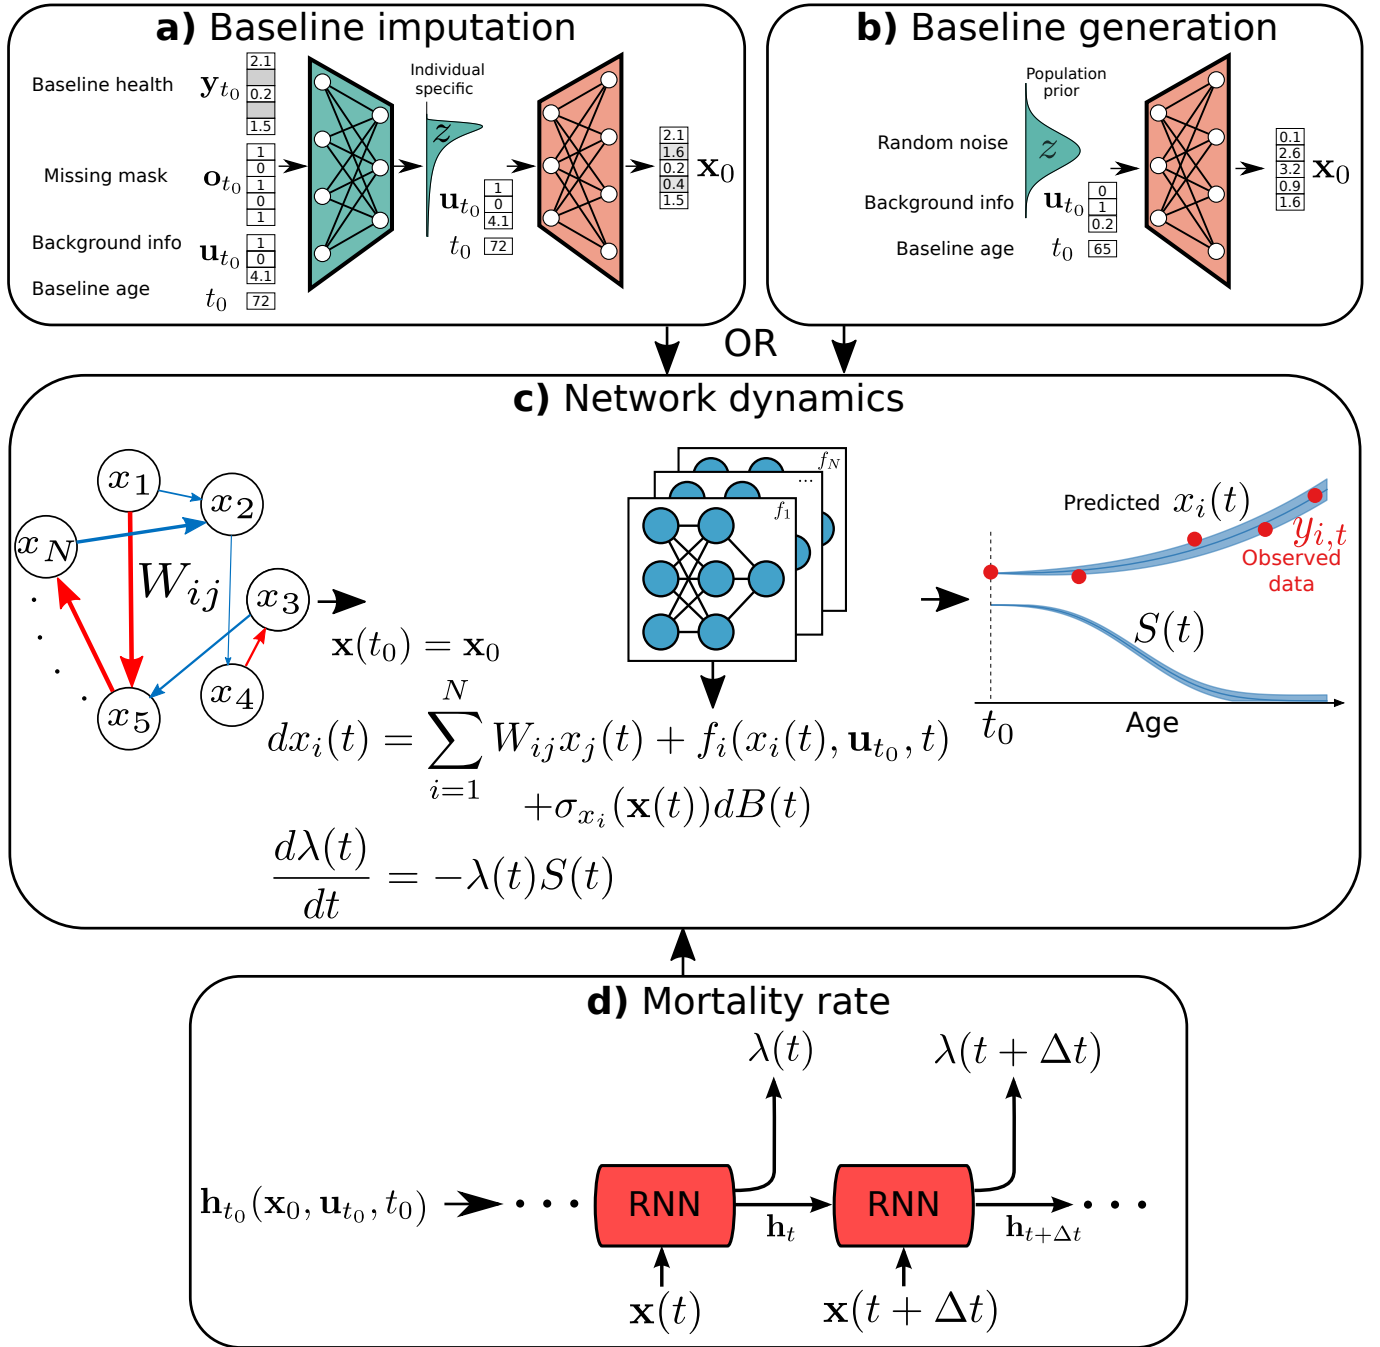 a) Baseline imputation
Baseline health
y_{t_0}
2.1
0.2
1.5
Missing mask
o_{t_0}
1
0
1
0
1
Background info
u_{t_0}
1
0
4.1
Baseline age
t_0
72
Individual
specific
z
u_{t_0}
1
0
4.1
t_0
72
2.1
1.6
0.2
0.4
1.5
x_0
b) Baseline generation
Population
prior
Random noise
z
Background info
u_{t_0}
0
1
0.2
Baseline age
t_0
65
0.1
2.6
3.2
0.9
1.6
x_0
OR
c) Network dynamics
x_1
x_2
x_N
W_{ij}
x_3
x_4
x_5
x(t_0) = x_0
f_N
...
f_1
dx_i(t) = \sum_{i=1}^{N} W_{ij}x_j(t) + f_i(x_i(t), u_{t_0}, t)
+σ_{x_i}(x(t))dB(t)
\frac{dλ(t)}{dt} = −λ(t)S(t)
Predicted x_i(t)
y_{i,t}
Observed
data
S(t)
t_0
Age
d) Mortality rate
λ(t)
λ(t + Δt)
h_{t_0}(x_0, u_{t_0}, t_0)
· · ·
RNN
h_t
RNN
h_{t+Δt}
· · ·
x(t)
x(t + Δt)